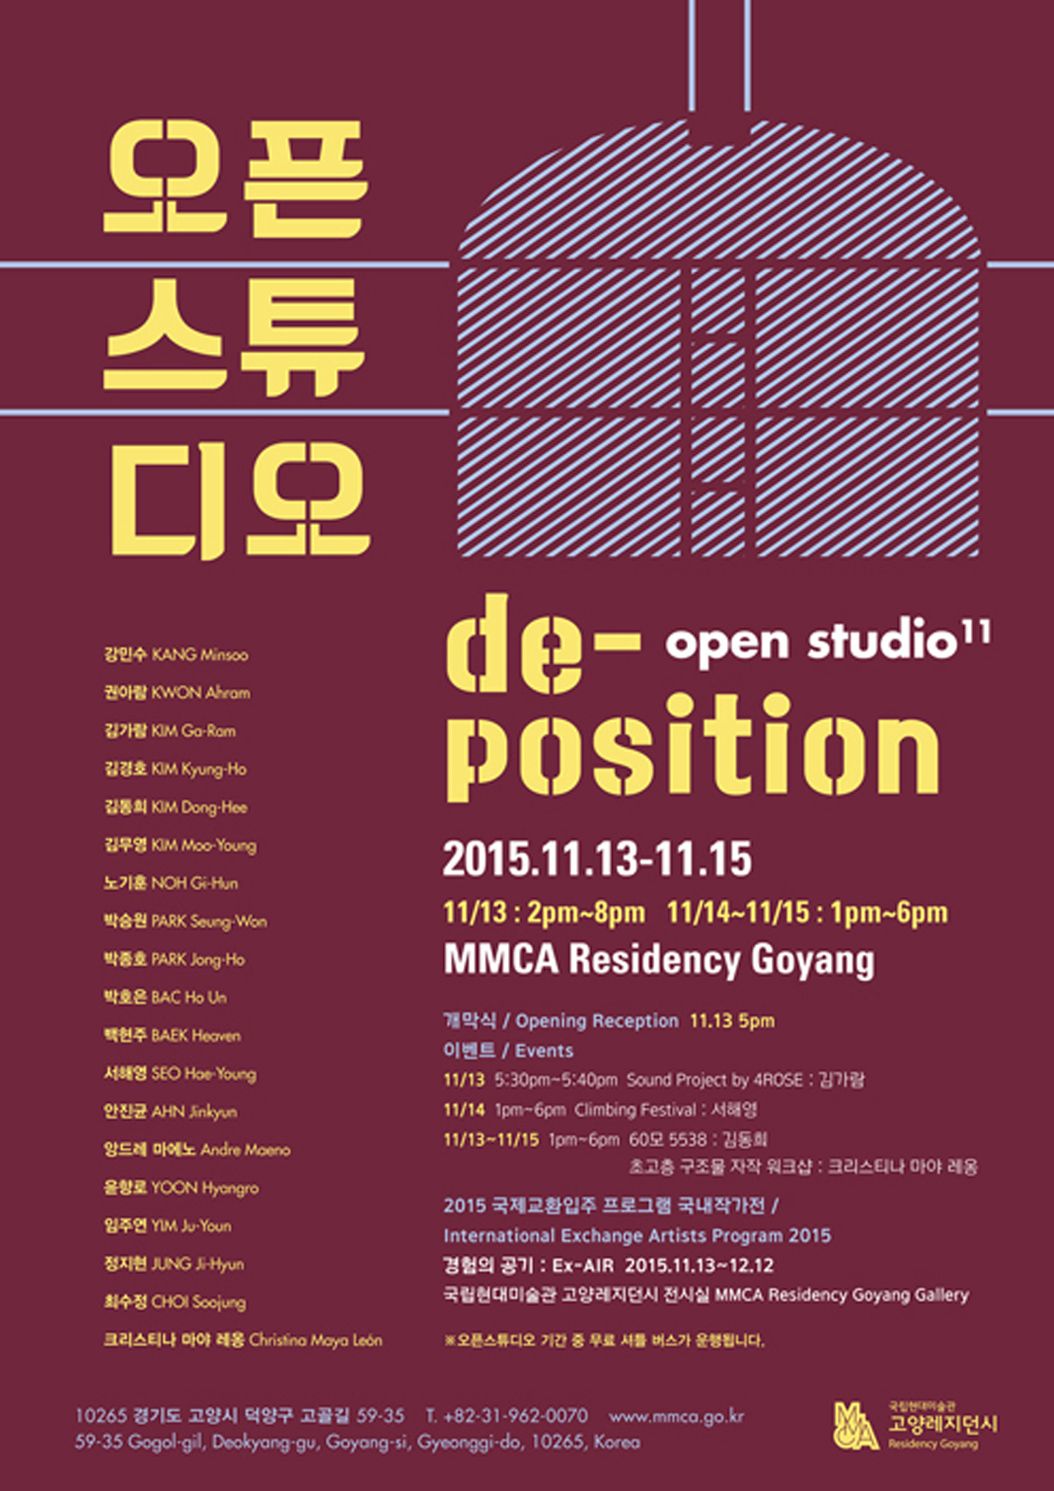 오픈
스튜
디오
de-
open studio¹¹
position
강민수 KANG Minsoo
권아람 KWON Ahram
김가람 KIM Ga-Ram
김경호 KIM Kyung-Ho
김동희 KIM Dong-Hee
김무영 KIM Moo-Young
노기훈 NOH Gi-Hun
박승원 PARK Seung-Won
박종호 PARK Jong-Ho
박호은 BAC Ho Un
백현주 BAEK Heaven
서해영 SEO Hae-Young
안진균 AHN Jinkyun
앙드레 마에노 Andre Maeno
윤향로 YOON Hyangro
임주연 YIM Ju-Youn
정지현 JUNG Ji-Hyun
최수정 CHOI Soojung
크리스티나 마야 레옹 Christina Maya León
2015.11.13-11.15
11/13 : 2pm~8pm 11/14~11/15 : 1pm~6pm
MMCA Residency Goyang
개막식 / Opening Reception 11.13 5pm
이벤트 / Events
11/13 5:30pm~5:40pm Sound Project by 4ROSE : 김가람
11/14 1pm~6pm Climbing Festival : 서해영
11/13~11/15 1pm~6pm 60모 5538 : 김동희
초고층 구조물 자작 워크샵 : 크리스티나 마야 레옹
2015 국제교환입주 프로그램 국내작가전 /
International Exchange Artists Program 2015
경험의 공기 : Ex-AIR 2015.11.13~12.12
국립현대미술관 고양레지던시 전시실 MMCA Residency Goyang Gallery
※오픈스튜디오 기간 중 무료 셔틀 버스가 운행됩니다.
10265 경기도 고양시 덕양구 고골길 59-35 T. +82-31-962-0070 www.mmca.go.kr
59-35 Gogol-gil, Deokyang-gu, Goyang-si, Gyeonggi-do, 10265, Korea
MMCA
국립현대미술관
고양레지던시
Residency Goyang